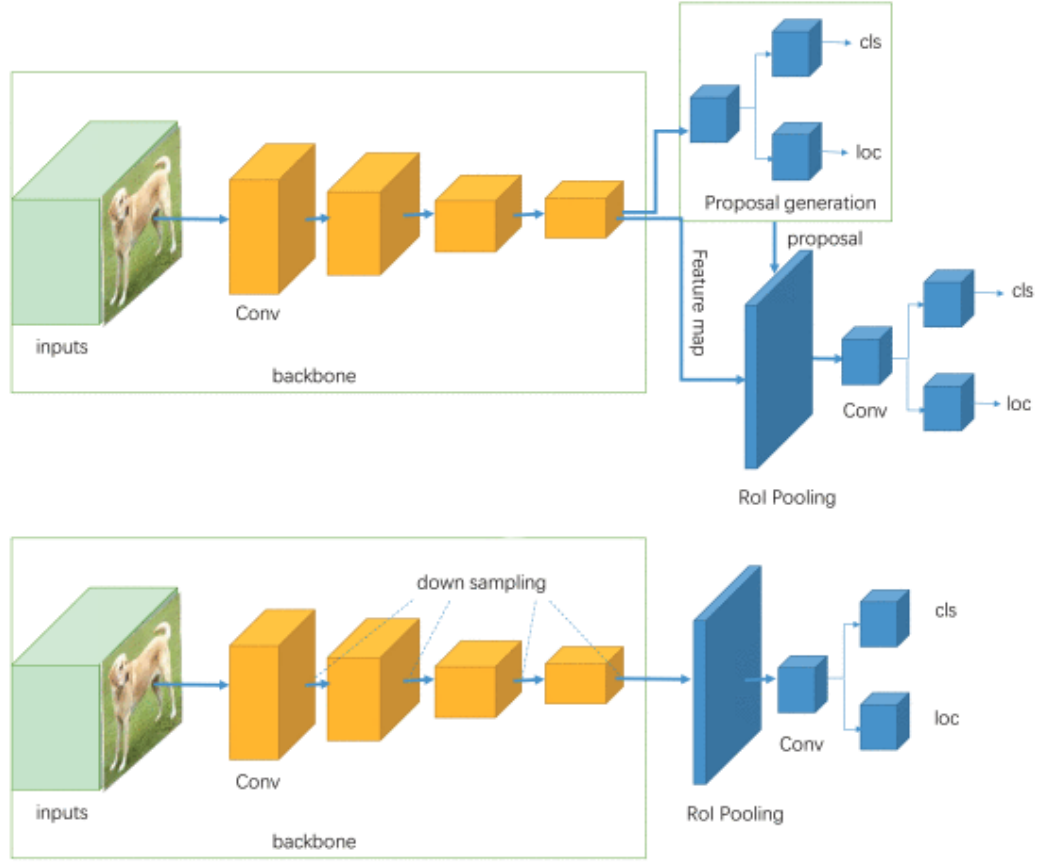 cls
loc
Proposal generation
proposal
Feature map
Conv
inputs
backbone
cls
Conv
loc
RoI Pooling
down sampling
cls
loc
Conv
Conv
inputs
RoI Pooling
backbone